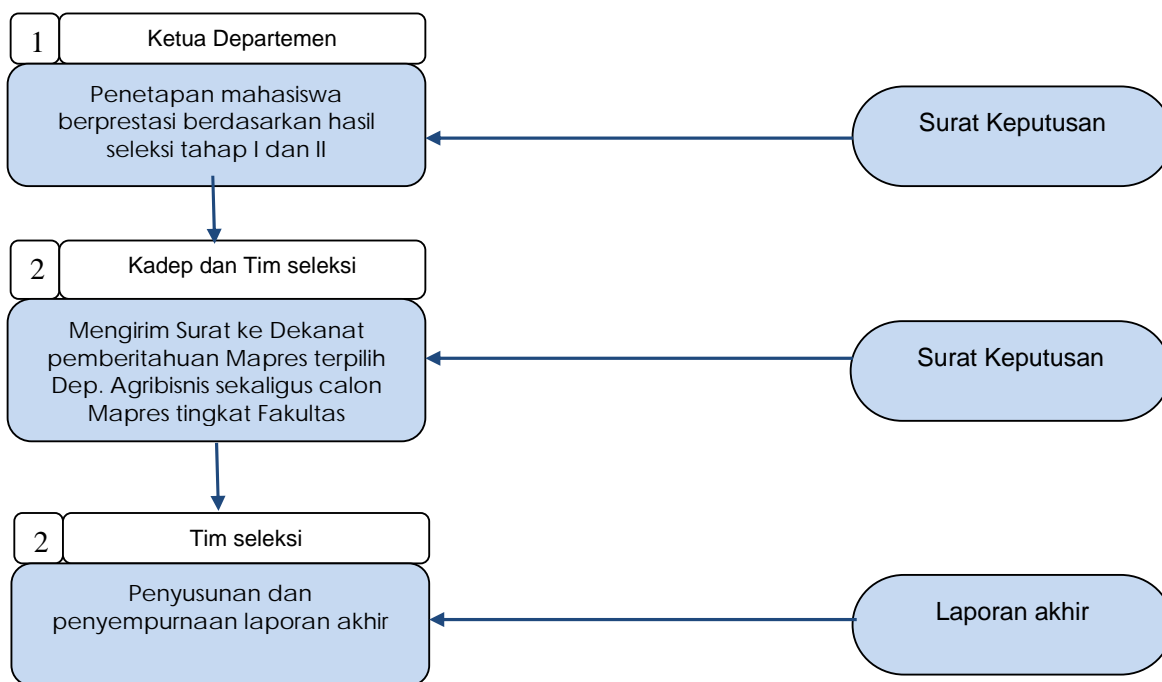 1
Ketua Departemen
Penetapan mahasiswa
berprestasi berdasarkan hasil
seleksi tahap I dan II
Surat Keputusan
2
Kadep dan Tim seleksi
Mengirim Surat ke Dekanat
pemberitahuan Mapres terpilih
Dep. Agribisnis sekaligus calon
Mapres tingkat Fakultas
Surat Keputusan
2
Tim seleksi
Penyusunan dan
penyempurnaan laporan akhir
Laporan akhir